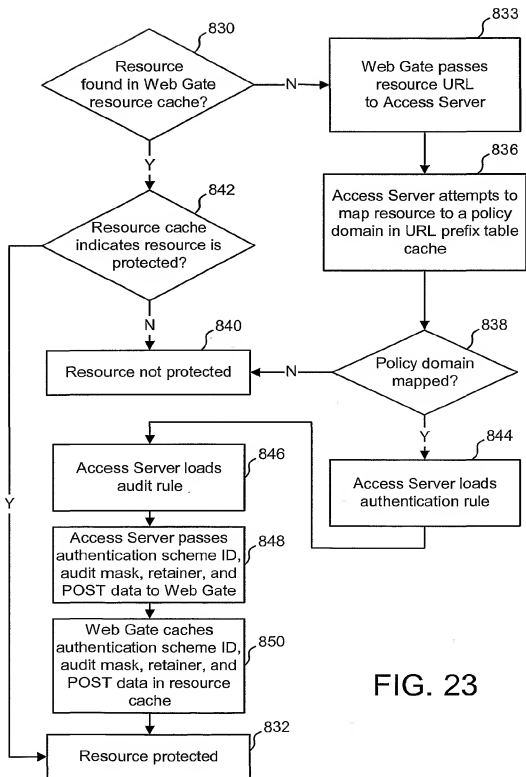 830
Resource
found in Web Gate
resource cache?
N
833
Web Gate passes
resource URL
to Access Server
Y
836
Access Server attempts to
map resource to a policy
domain in URL prefix table
cache
842
Resource cache
indicates resource is
protected?
N
840
Resource not protected
838
Policy domain
mapped?
N
Y
844
Access Server loads
authentication rule
846
Access Server loads
audit rule
Y
848
Access Server passes
authentication scheme ID,
audit mask, retainer, and
POST data to Web Gate
850
Web Gate caches
authentication scheme ID,
audit mask, retainer, and
POST data in resource
cache
832
Resource protected
FIG. 23